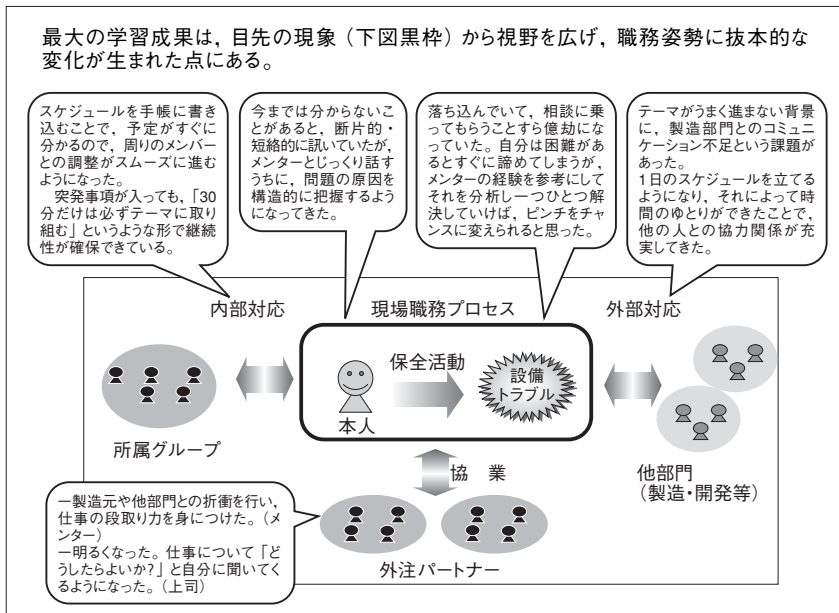 最大の学習成果は，目先の現象（下図黒枠）から視野を広げ，職務姿勢に抜本的な
変化が生まれた点にある。
スケジュールを手帳に書き
込むことで，予定がすぐに
分かるので，周りのメンバー
との調整がスムーズに進む
ようになった。
突発事項が入っても，「30
分だけは必ずテーマに取り
組む」というような形で継続
性が確保できている。
今までは分からないこ
とがあると，断片的・
短絡的に訊いていたが，
メンターとじっくり話す
うちに，問題の原因を
構造的に把握するよう
になってきた。
落ち込んでいて，相談に乗
ってもらうことすら億劫になっ
ていた。自分は困難があ
るとすぐに諦めてしまうが，
メンターの経験を参考にして
それを分析し一つひとつ解
決していけば，ピンチをチャ
ンスに変えられると思った。
テーマがうまく進まない背景
に，製造部門とのコミュニ
ケーション不足という課題
があった。
1日のスケジュールを立てる
ようになり，それによって時
間のゆとりができたことで，
他の人との協力関係が充
実してきた。
内部対応
現場職務プロセス
外部対応
保全活動
設備
トラブル
本人
所属グループ
協　業
他部門
（製造・開発等）
―製造元や他部門との折衝を行い，
仕事の段取り力を身につけた。（メ
ンター）
―明るくなった。仕事について「ど
うしたらよいか?」と自分に聞いてく
るようになった。（上司）
外注パートナー